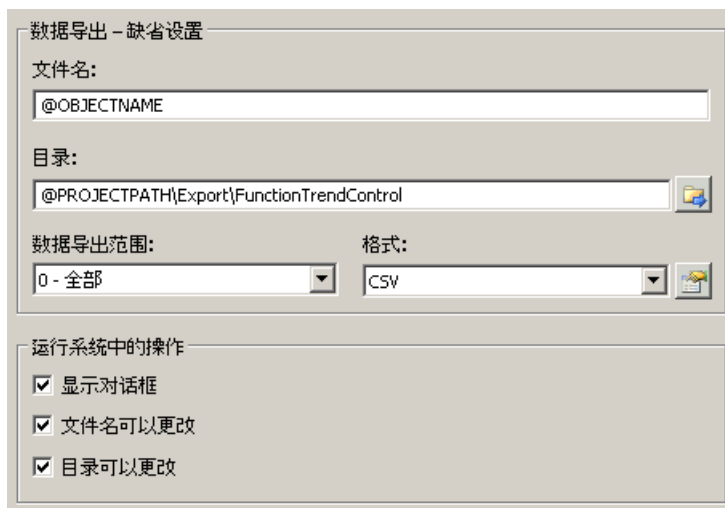 数据导出 – 缺省设置
文件名:
@OBJECTNAME
目录:
@PROJECTPATH\Export\FunctionTrendControl
数据导出范围: 格式:
0 - 全部 CSV
运行系统中的操作
显示对话框
文件名可以更改
目录可以更改